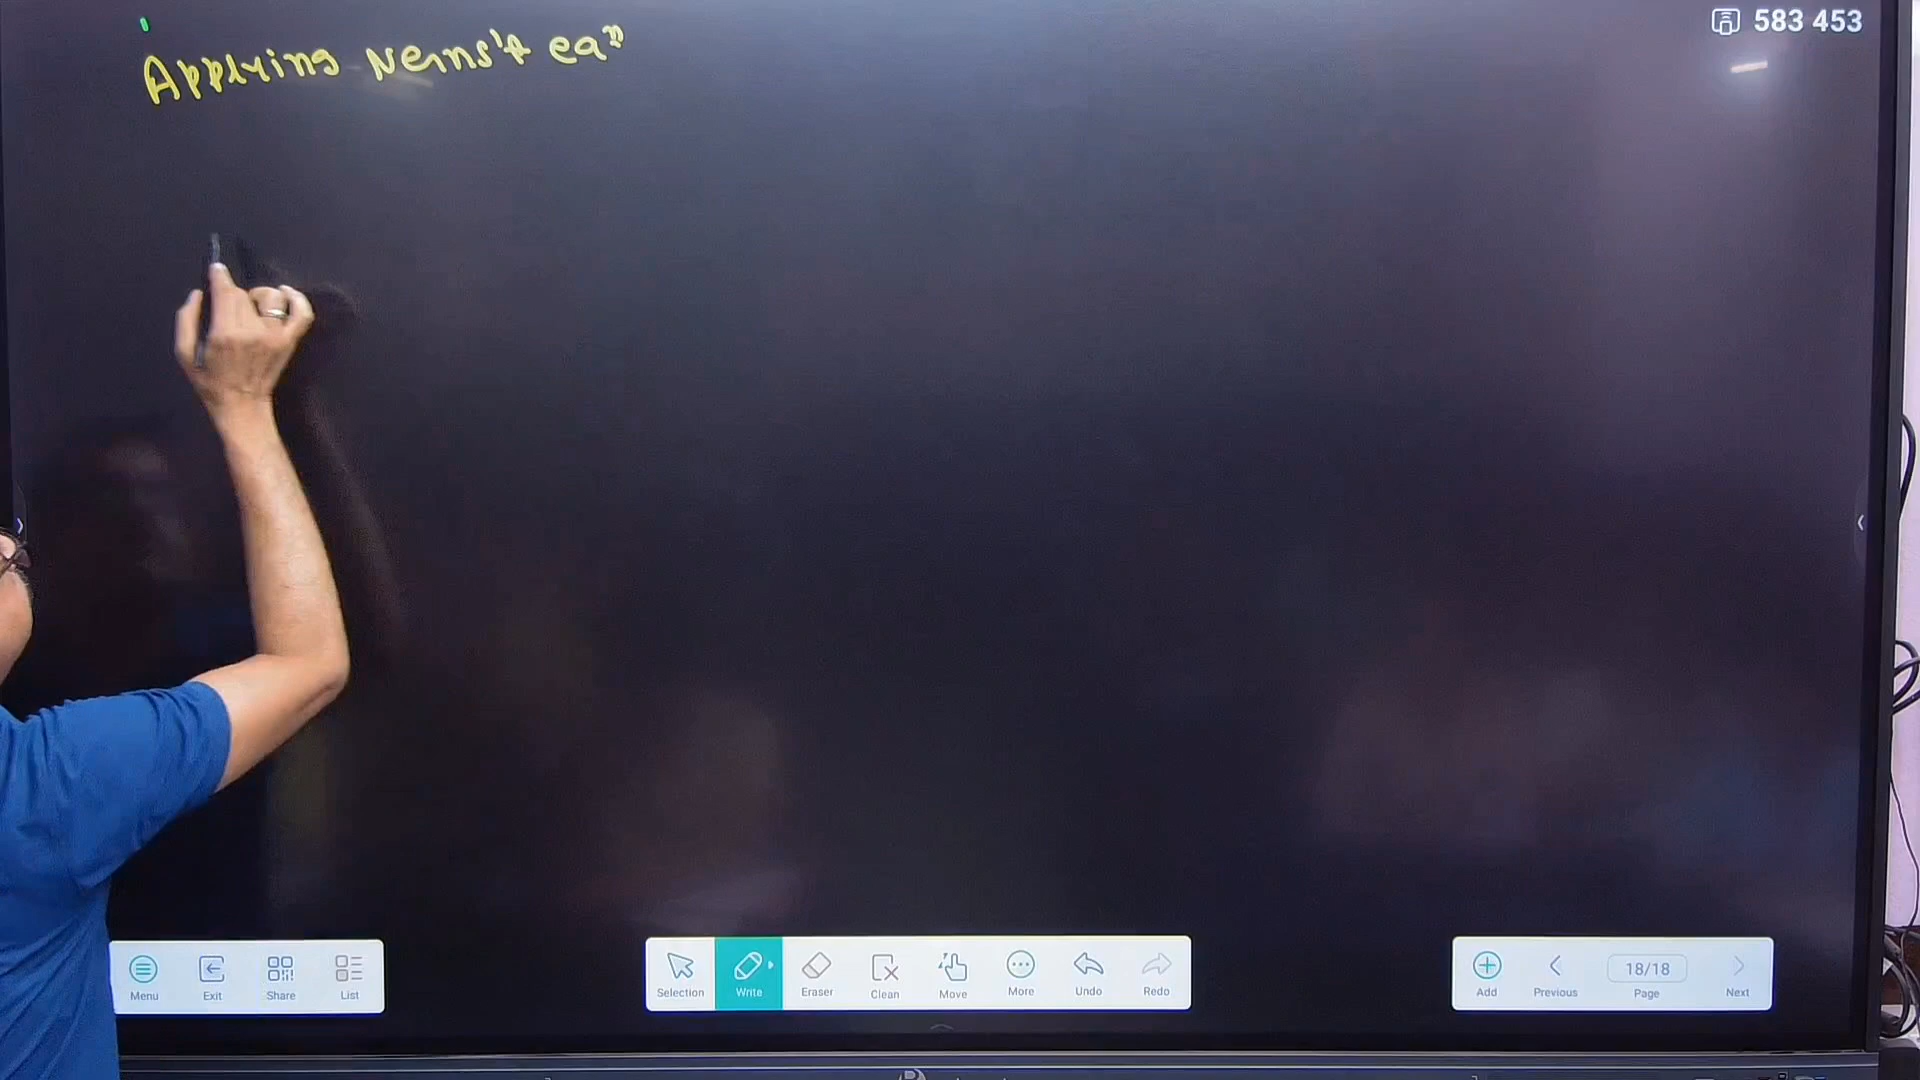 583 453
Applying Nerns't eqⁿ
Menu
Exit
Share
List
Selection
Write
Eraser
Clean
Move
More
Undo
Redo
Add
Previous
18/18
Page
Next